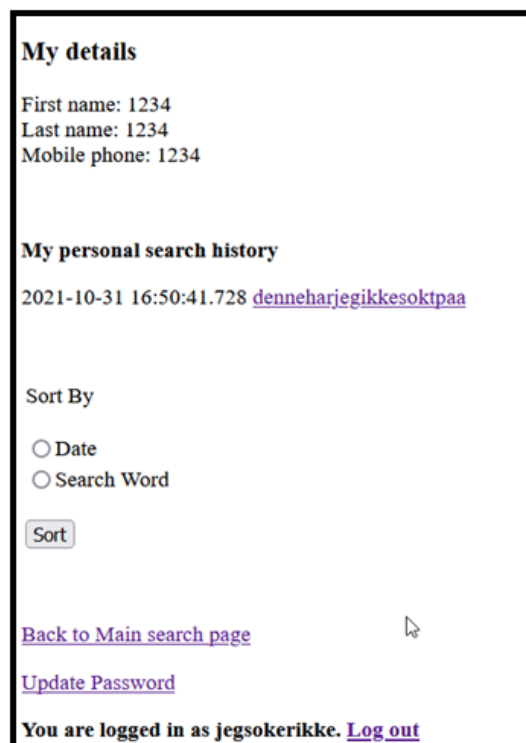 My details
First name: 1234
Last name: 1234
Mobile phone: 1234
My personal search history
2021-10-31 16:50:41.728 denneharjegikkesoktpaa
Sort By
Date
Search Word
Sort
Back to Main search page
Update Password
You are logged in as jegsokerikke. Log out